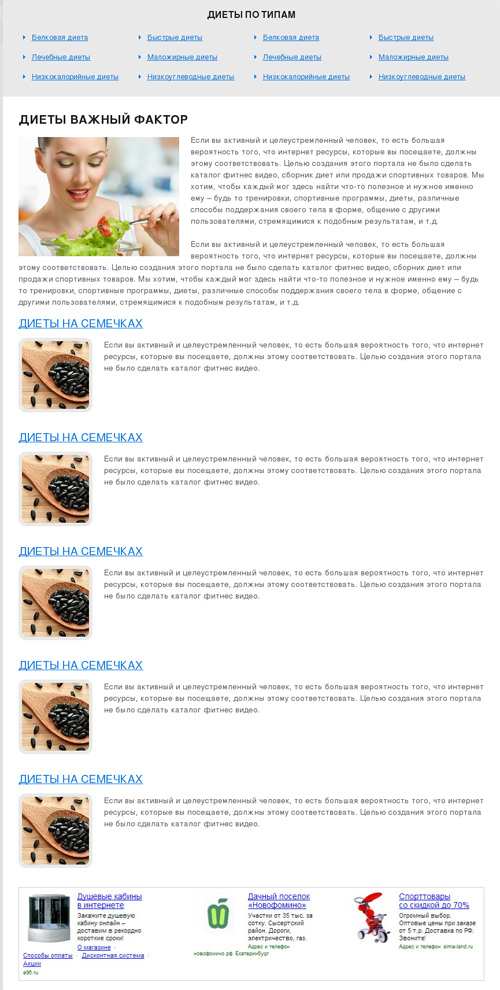 ДИЕТЫ ПО ТИПАМ
Белковая диета Быстрые диеты Белковая диета Быстрые диеты
Лечебные диеты Маложирные диеты Лечебные диеты Маложирные диеты
Низкокалорийные диеты Низкоуглеводные диеты Низкокалорийные диеты Низкоуглеводные диеты
ДИЕТЫ ВАЖНЫЙ ФАКТОР
Если вы активный и целеустремленный человек, то есть большая
вероятность того, что интернет ресурсы, которые вы посещаете, должны
этому соответствовать. Целью создания этого портала не было сделать
каталог фитнес видео, сборник диет или продажи спортивных товаров. Мы
хотим, чтобы каждый мог здесь найти что-то полезное и нужное именно
ему – будь то тренировки, спортивные программы, диеты, различные
способы поддержания своего тела в форме, общение с другими
пользователями, стремящимися к подобным результатам, и т.д.
Если вы активный и целеустремленный человек, то есть большая
вероятность того, что интернет ресурсы, которые вы посещаете, должны
этому соответствовать. Целью создания этого портала не было сделать каталог фитнес видео, сборник диет или
продажи спортивных товаров. Мы хотим, чтобы каждый мог здесь найти что-то полезное и нужное именно ему – будь
то тренировки, спортивные программы, диеты, различные способы поддержания своего тела в форме, общение с
другими пользователями, стремящимися к подобным результатам, и т.д.
ДИЕТЫ НА СЕМЕЧКАХ
Если вы активный и целеустремленный человек, то есть большая вероятность того, что интернет
ресурсы, которые вы посещаете, должны этому соответствовать. Целью создания этого портала
не было сделать каталог фитнес видео.
ДИЕТЫ НА СЕМЕЧКАХ
Если вы активный и целеустремленный человек, то есть большая вероятность того, что интернет
ресурсы, которые вы посещаете, должны этому соответствовать. Целью создания этого портала
не было сделать каталог фитнес видео.
ДИЕТЫ НА СЕМЕЧКАХ
Если вы активный и целеустремленный человек, то есть большая вероятность того, что интернет
ресурсы, которые вы посещаете, должны этому соответствовать. Целью создания этого портала
не было сделать каталог фитнес видео.
ДИЕТЫ НА СЕМЕЧКАХ
Если вы активный и целеустремленный человек, то есть большая вероятность того, что интернет
ресурсы, которые вы посещаете, должны этому соответствовать. Целью создания этого портала
не было сделать каталог фитнес видео.
ДИЕТЫ НА СЕМЕЧКАХ
Если вы активный и целеустремленный человек, то есть большая вероятность того, что интернет
ресурсы, которые вы посещаете, должны этому соответствовать. Целью создания этого портала
не было сделать каталог фитнес видео.
Душевые кабины
в интернете
Закажите душевую
кабину онлайн –
доставим в рекордно
короткие сроки!
О магазине ·
Способы оплаты · Дисконтная система ·
Акции
e96.ru
Дачный поселок
«Новофомино»
Участки от 35 тыс. за
сотку. Сысертский
район. Дороги,
электричество, газ.
Адрес и телефон
новофомино.рф Екатеринбург
Спорттовары
со скидкой до 70%
Огромный выбор.
Оптовые цены при заказе
от 5 т.р. Доставка по РФ.
Звоните!
Адрес и телефон sima-land.ru